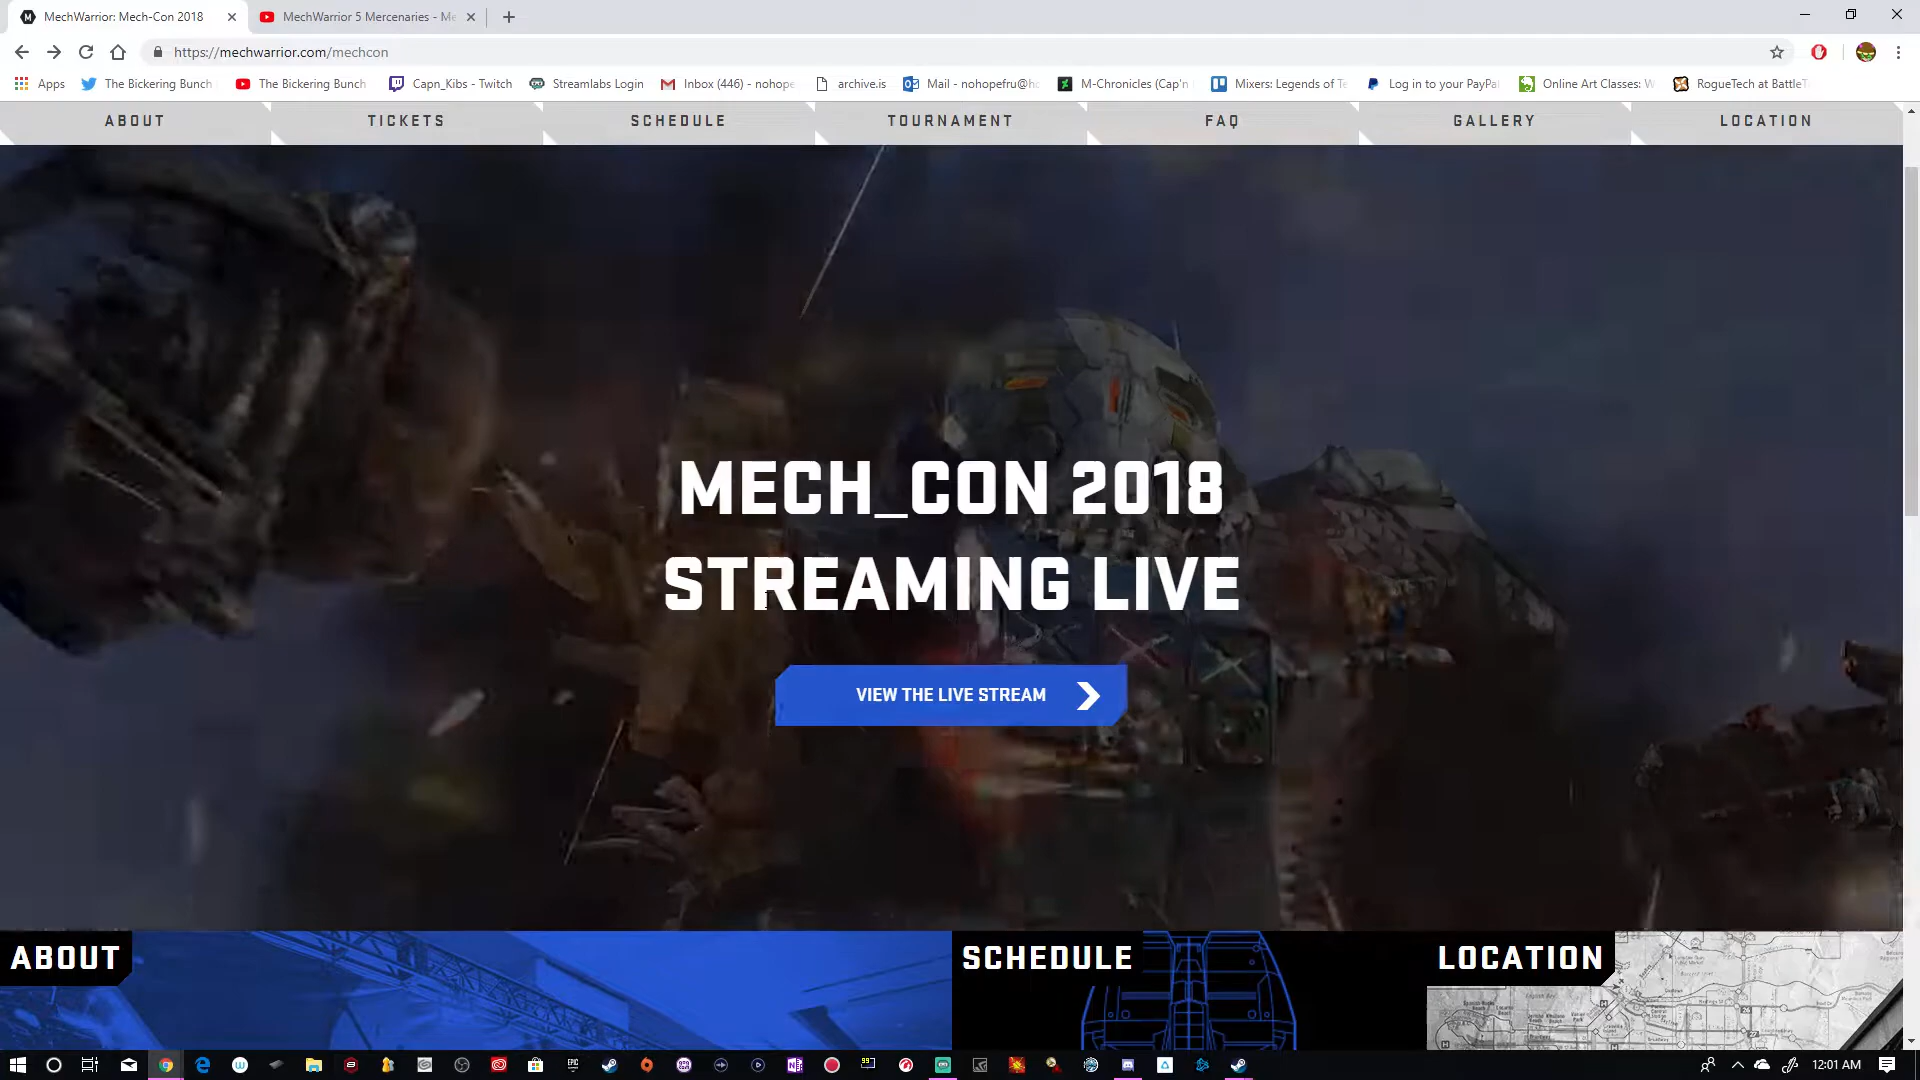 MechWarrior: Mech-Con 2018
MechWarrior 5 Mercenaries - Me
https://mechwarrior.com/mechcon
Apps
The Bickering Bunch
The Bickering Bunch
Capn_Kibs - Twitch
Streamlabs Login
Inbox (446) - nohope
archive.is
Mail - nohopefru@ho
M-Chronicles (Cap'n
Mixers: Legends of Te
Log in to your PayPal
Online Art Classes: W
RogueTech at BattleT
ABOUT
TICKETS
SCHEDULE
TOURNAMENT
FAQ
GALLERY
LOCATION
MECH_CON 2018
STREAMING LIVE
VIEW THE LIVE STREAM
ABOUT
SCHEDULE
LOCATION
12:01 AM